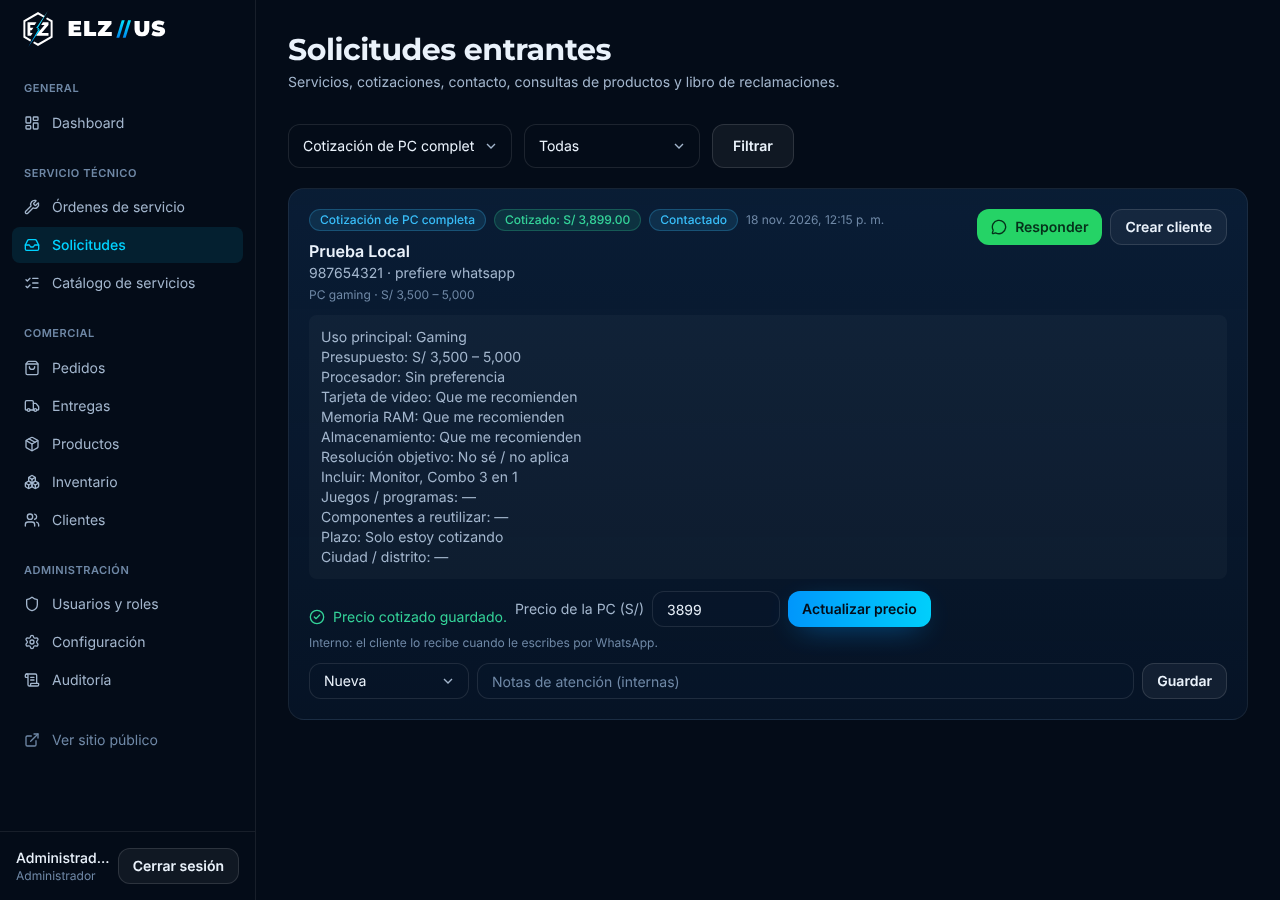 ELZ//US
GENERAL
Dashboard
SERVICIO TÉCNICO
Órdenes de servicio
Solicitudes
Catálogo de servicios
COMERCIAL
Pedidos
Entregas
Productos
Inventario
Clientes
ADMINISTRACIÓN
Usuarios y roles
Configuración
Auditoría
Ver sitio público
Administrad...
Administrador
Cerrar sesión
Solicitudes entrantes
Servicios, cotizaciones, contacto, consultas de productos y libro de reclamaciones.
Cotización de PC complet
Todas
Filtrar
Cotización de PC completa
Cotizado: S/ 3,899.00
Contactado
18 nov. 2026, 12:15 p. m.
Responder
Crear cliente
Prueba Local
987654321 · prefiere whatsapp
PC gaming · S/ 3,500 – 5,000
Uso principal: Gaming
Presupuesto: S/ 3,500 – 5,000
Procesador: Sin preferencia
Tarjeta de video: Que me recomienden
Memoria RAM: Que me recomienden
Almacenamiento: Que me recomienden
Resolución objetivo: No sé / no aplica
Incluir: Monitor, Combo 3 en 1
Juegos / programas: —
Componentes a reutilizar: —
Plazo: Solo estoy cotizando
Ciudad / distrito: —
Precio cotizado guardado.
Precio de la PC (S/)
3899
Actualizar precio
Interno: el cliente lo recibe cuando le escribes por WhatsApp.
Nueva
Notas de atención (internas)
Guardar